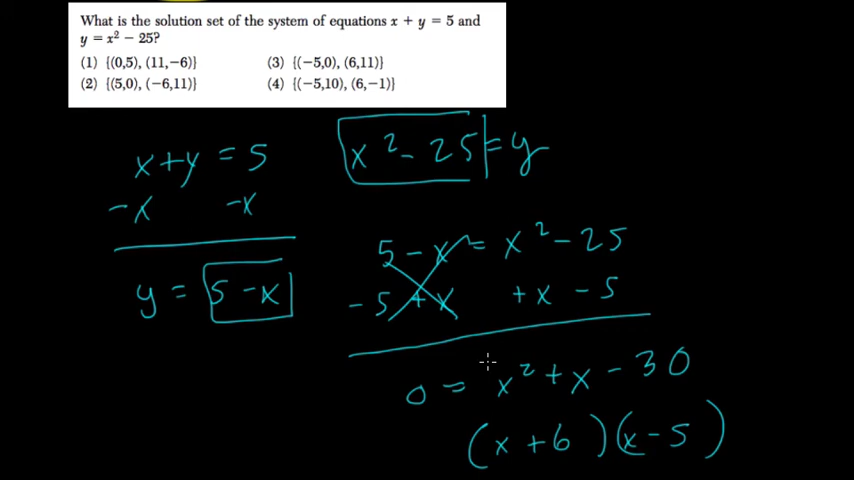 What is the solution set of the system of equations x + y = 5 and
y = x² − 25?
(1) {(0,5), (11,−6)}
(3) {(−5,0), (6,11)}
(2) {(5,0), (−6,11)}
(4) {(−5,10), (6,−1)}
x+y = 5
-x -x
y = 5-x
x² - 25 = y
5 - x = x² - 25
- 5 + x + x - 5
0 = x² + x - 30
(x + 6)(x - 5)